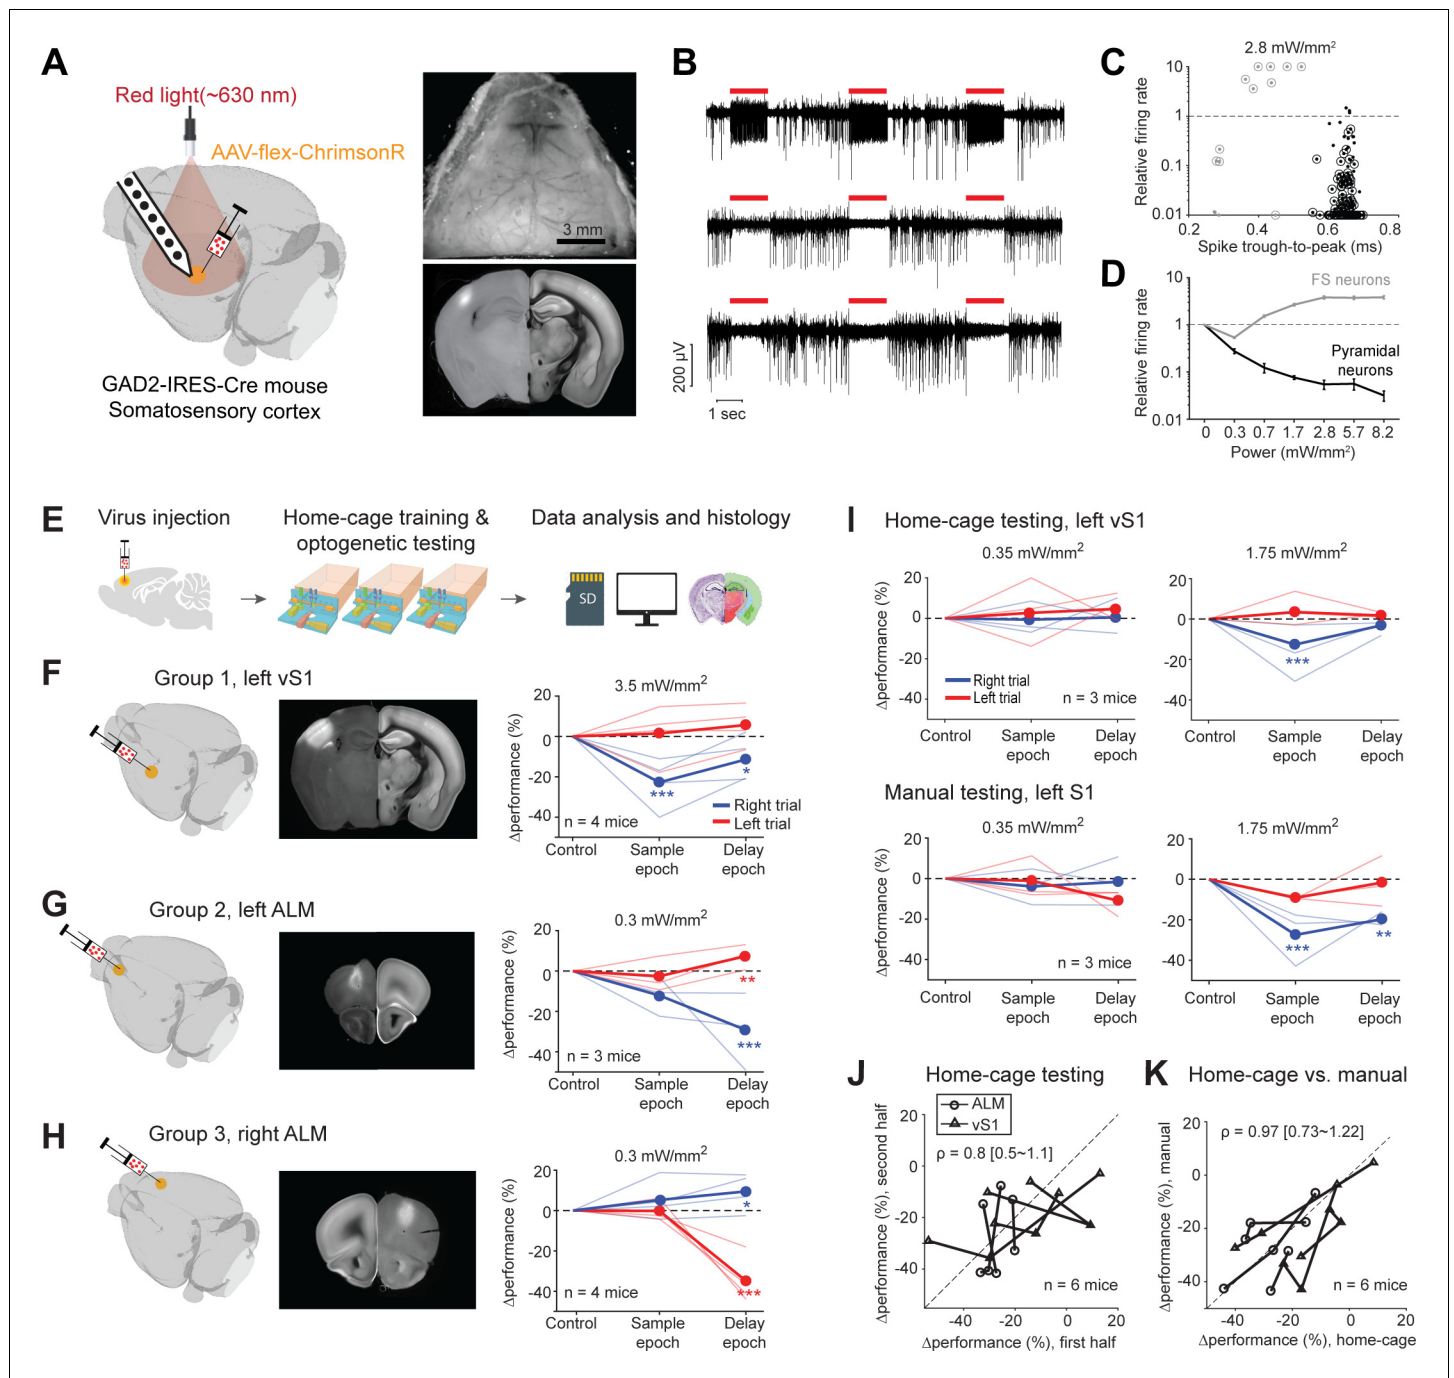 A
Red light(~630 nm)
AAV-flex-ChrimsonR
3 mm
GAD2-IRES-Cre mouse
Somatosensory cortex
B
200 µV
1 sec
C
2.8 mW/mm²
Relative firing rate
10
1
0.1
0.01
0.2
0.4
0.6
0.8
Spike trough-to-peak (ms)
D
Relative firing rate
10
1
0.1
0.01
FS neurons
Pyramidal
neurons
0
0.3
0.7
1.7
2.8
5.7
8.2
Power (mW/mm²)
E
Virus injection
Home-cage training &
optogenetic testing
Data analysis and histology
SD
F
Group 1, left vS1
3.5 mW/mm²
Δperformance (%)
20
0
-20
-40
***
*
Right trial
Left trial
n = 4 mice
Control
Sample
epoch
Delay
epoch
G
Group 2, left ALM
0.3 mW/mm²
Δperformance (%)
20
0
-20
-40
**
***
n = 3 mice
Control
Sample
epoch
Delay
epoch
H
Group 3, right ALM
0.3 mW/mm²
Δperformance (%)
20
0
-20
-40
*
***
n = 4 mice
Control
Sample
epoch
Delay
epoch
I
Home-cage testing, left vS1
0.35 mW/mm²
Δperformance (%)
20
0
-20
-40
Right trial
Left trial
n = 3 mice
Control
Sample
epoch
Delay
epoch
1.75 mW/mm²
20
0
-20
-40
***
Control
Sample
epoch
Delay
epoch
Manual testing, left S1
0.35 mW/mm²
Δperformance (%)
20
0
-20
-40
n = 3 mice
Control
Sample
epoch
Delay
epoch
1.75 mW/mm²
20
0
-20
-40
***
**
Control
Sample
epoch
Delay
epoch
J
Home-cage testing
Δperformance (%), second half
20
0
-20
-40
ALM
vS1
ρ = 0.8 [0.5~1.1]
n = 6 mice
-40
-20
0
20
Δperformance (%), first half
K
Home-cage vs. manual
Δperformance (%), manual
20
0
-20
-40
ρ = 0.97 [0.73~1.22]
n = 6 mice
-40
-20
0
20
Δperformance (%), home-cage